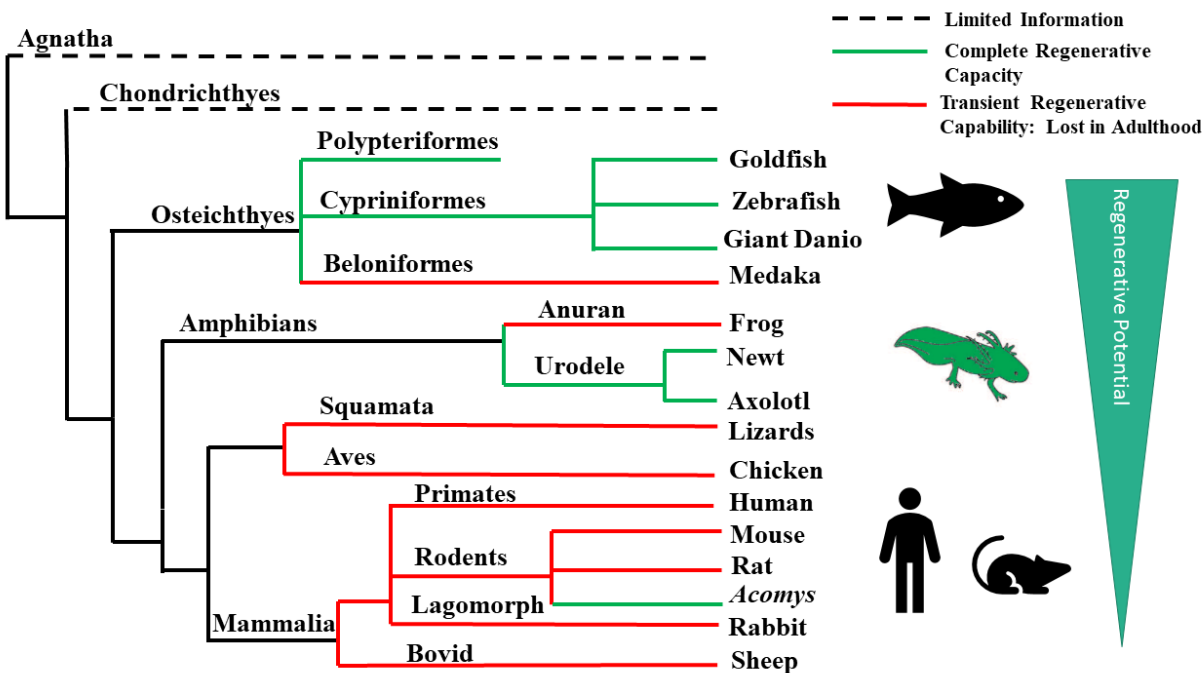 Agnatha
Limited Information
Complete Regenerative
Capacity
Chondrichthyes
Transient Regenerative
Capability: Lost in Adulthood
Polypteriformes
Goldfish
Osteichthyes
Cypriniformes
Zebrafish
Giant Danio
Beloniformes
Medaka
Regenerative Potential
Amphibians
Anuran
Frog
Urodele
Newt
Axolotl
Squamata
Lizards
Aves
Chicken
Primates
Human
Mouse
Rodents
Rat
Acomys
Lagomorph
Rabbit
Mammalia
Bovid
Sheep